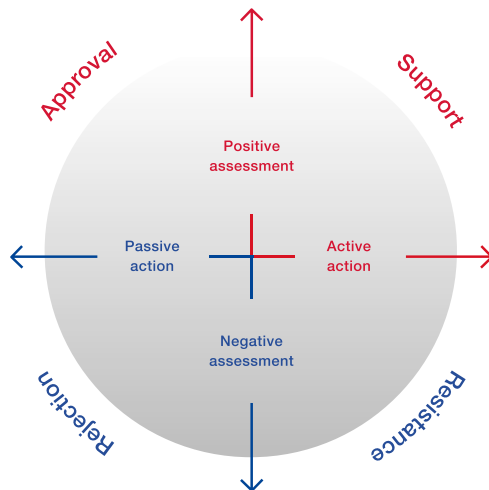 Approval
Support
Positive
assessment
Passive
action
Active
action
Negative
assessment
Rejection
Resistance